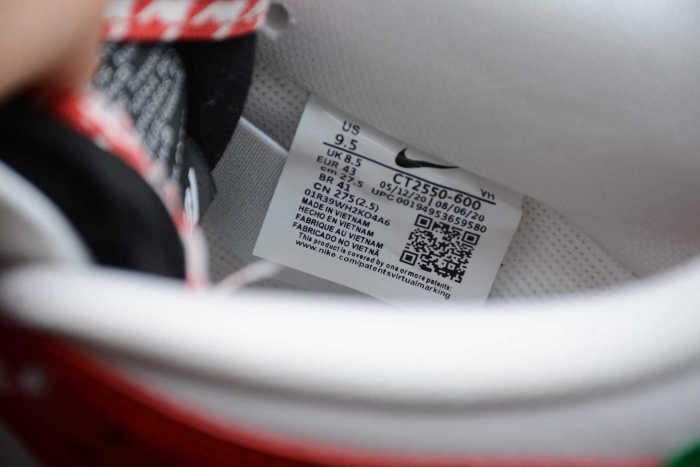 US
9.5
UK 8.5
EUR 43
cm 27.5
BR 41
CN 275(2.5)
CT2550-600
VH
05/12/20 | 08/06/20
UPC 00194953659580
01R39WH2KO4A6
MADE IN VIETNAM
HECHO EN VIETNAM
FABRIQUE AU VIETNAM
FABRICADO NO VIETNÃ
This product is covered by one or more patents:
www.nike.com/patentsvirtualmarking